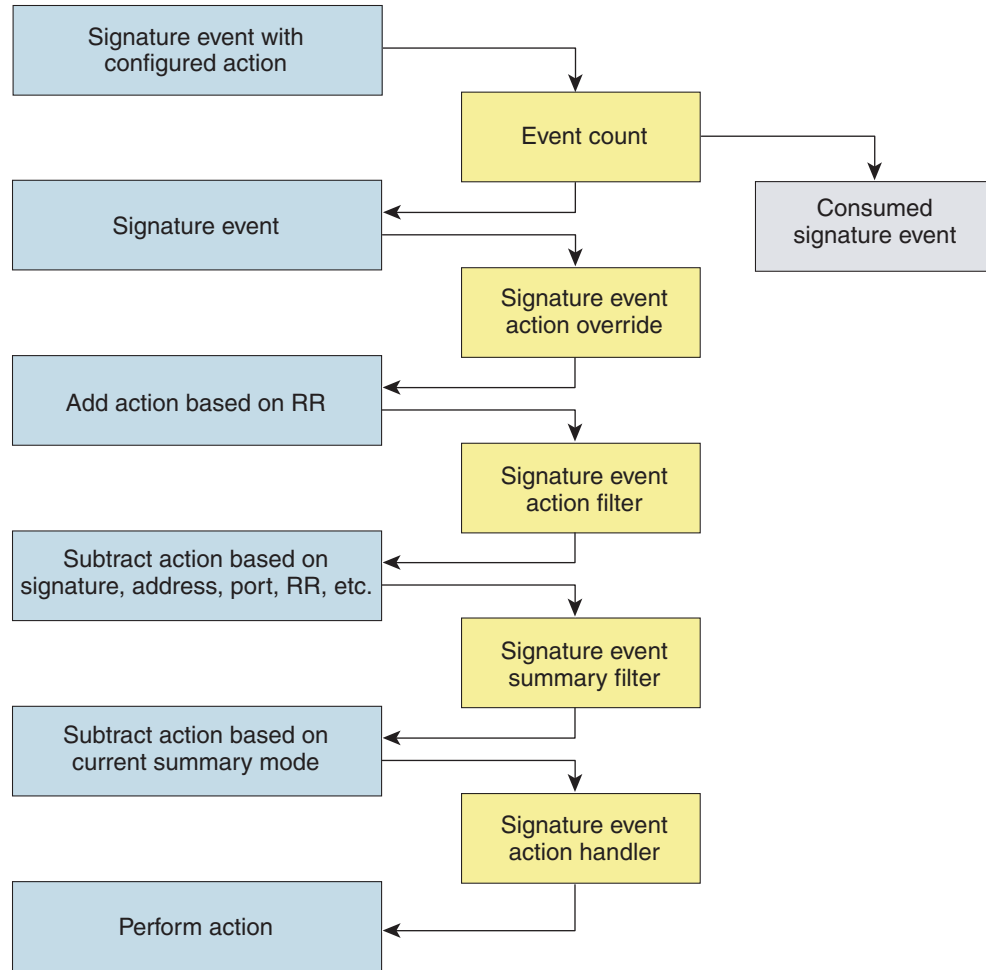 Signature event with
configured action
Event count
Consumed
signature event
Signature event
Signature event
action override
Add action based on RR
Signature event
action filter
Subtract action based on
signature, address, port, RR, etc.
Signature event
summary filter
Subtract action based on
current summary mode
Signature event
action handler
Perform action